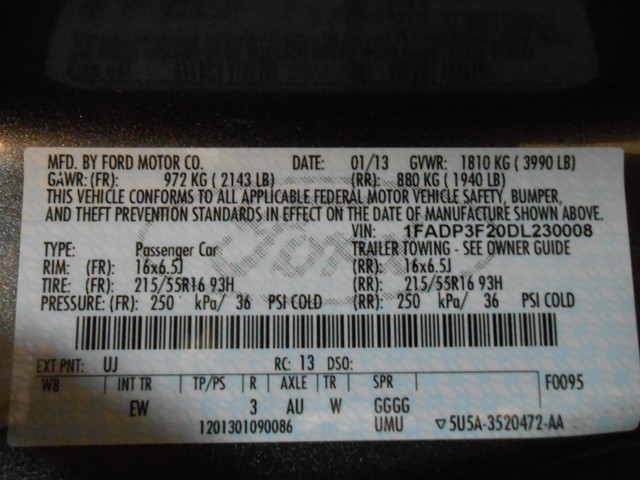 MFD. BY FORD MOTOR CO. DATE: 01/13 GVWR: 1810 KG ( 3990 LB)
GAWR: (FR): 972 KG ( 2143 LB) (RR): 880 KG ( 1940 LB)
THIS VEHICLE CONFORMS TO ALL APPLICABLE FEDERAL MOTOR VEHICLE SAFETY, BUMPER,
AND THEFT PREVENTION STANDARDS IN EFFECT ON THE DATE OF MANUFACTURE SHOWN ABOVE.
VIN: 1FADP3F20DL230008
TYPE: Passenger Car TRAILER TOWING - SEE OWNER GUIDE
RIM: (FR): 16x6.5J (RR): 16x6.5J
TIRE: (FR): 215/55R16 93H (RR): 215/55R16 93H
PRESSURE: (FR): 250 kPa/ 36 PSI COLD (RR): 250 kPa/ 36 PSI COLD
EXT PNT: UJ RC: 13 DSO:
WB INT TR TP/PS R AXLE TR SPR F0095
EW 3 AU W GGGG
1201301090086 UMU ▽5U5A-3520472-AA